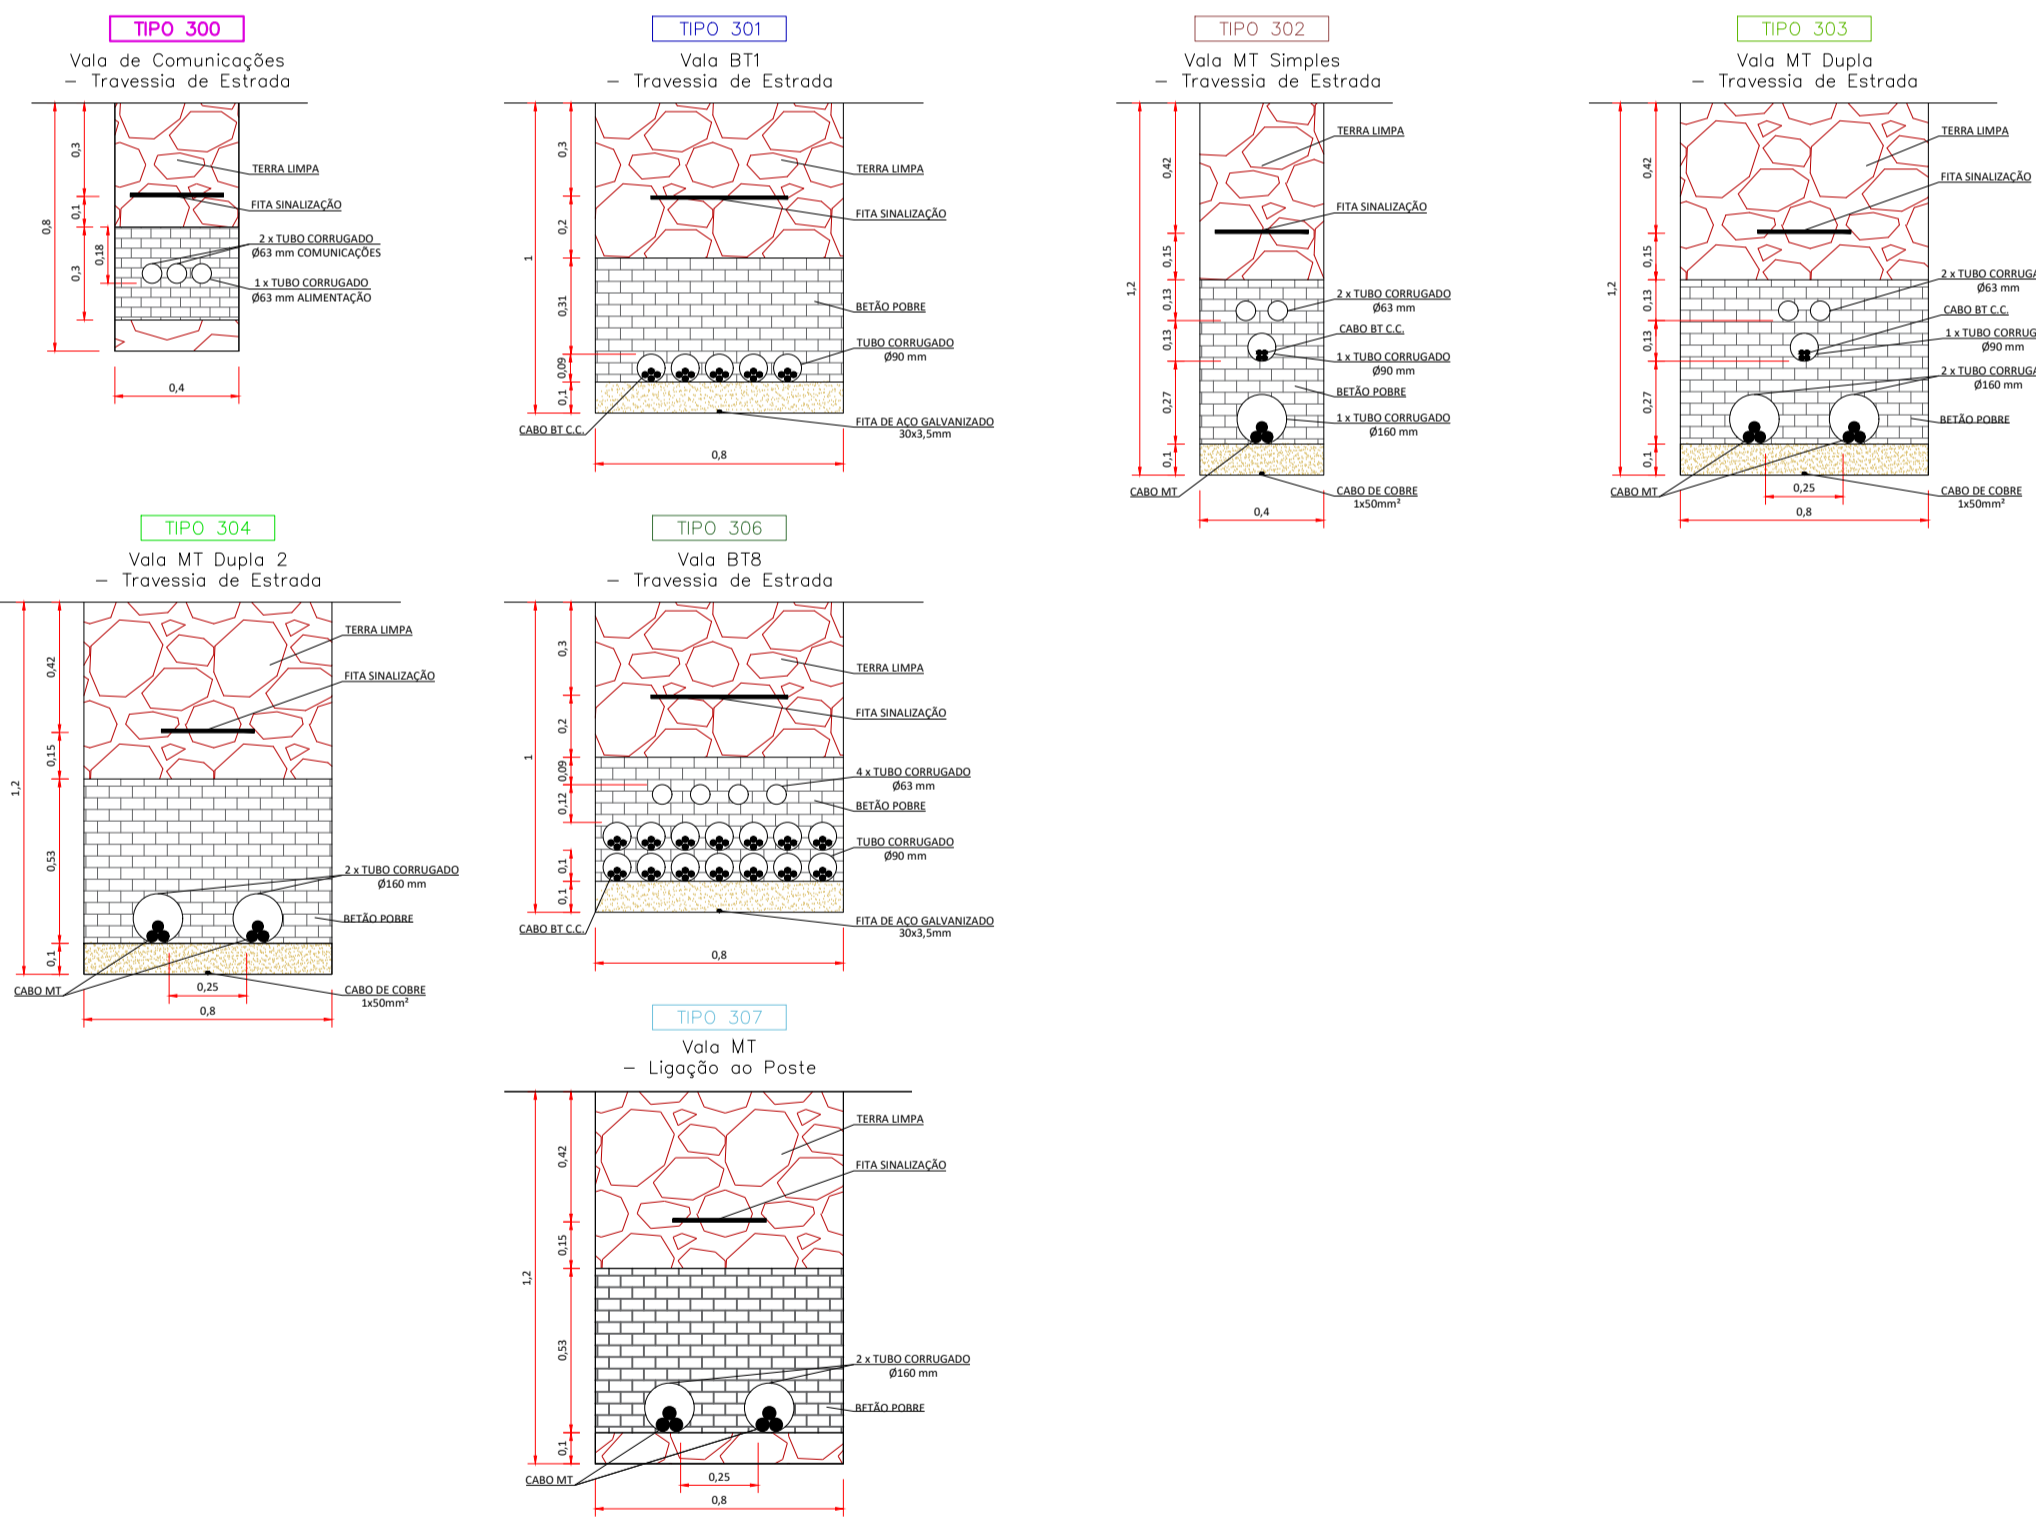 TIPO 300
Vala de Comunicações
– Travessia de Estrada
0,8
0,3
0,1
0,3
0,18
TERRA LIMPA
FITA SINALIZAÇÃO
2 x TUBO CORRUGADO
Ø63 mm COMUNICAÇÕES
1 x TUBO CORRUGADO
Ø63 mm ALIMENTAÇÃO
0,4
TIPO 301
Vala BT1
– Travessia de Estrada
1
0,3
0,2
0,31
0,09
0,1
TERRA LIMPA
FITA SINALIZAÇÃO
BETÃO POBRE
TUBO CORRUGADO
Ø90 mm
FITA DE AÇO GALVANIZADO
30x3,5mm
CABO BT C.C.
0,8
TIPO 302
Vala MT Simples
– Travessia de Estrada
1,2
0,42
0,15
0,13
0,13
0,27
0,1
TERRA LIMPA
FITA SINALIZAÇÃO
2 x TUBO CORRUGADO
Ø63 mm
CABO BT C.C.
1 x TUBO CORRUGADO
Ø90 mm
BETÃO POBRE
1 x TUBO CORRUGADO
Ø160 mm
CABO MT
CABO DE COBRE
1x50mm²
0,4
TIPO 303
Vala MT Dupla
– Travessia de Estrada
1,2
0,42
0,15
0,13
0,13
0,27
0,1
TERRA LIMPA
FITA SINALIZAÇÃO
2 x TUBO CORRUGA
Ø63 mm
CABO BT C.C.
1 x TUBO CORRUG
Ø90 mm
2 x TUBO CORRUGA
Ø160 mm
BETÃO POBRE
CABO MT
0,25
CABO DE COBRE
1x50mm²
0,8
TIPO 304
Vala MT Dupla 2
– Travessia de Estrada
1,2
0,42
0,15
0,53
0,1
TERRA LIMPA
FITA SINALIZAÇÃO
2 x TUBO CORRUGADO
Ø160 mm
BETÃO POBRE
CABO MT
0,25
CABO DE COBRE
1x50mm²
0,8
TIPO 306
Vala BT8
– Travessia de Estrada
1
0,3
0,2
0,09
0,12
0,1
0,1
TERRA LIMPA
FITA SINALIZAÇÃO
4 x TUBO CORRUGADO
Ø63 mm
BETÃO POBRE
TUBO CORRUGADO
Ø90 mm
FITA DE AÇO GALVANIZADO
30x3,5mm
CABO BT C.C.
0,8
TIPO 307
Vala MT
– Ligação ao Poste
1,2
0,42
0,15
0,53
0,1
TERRA LIMPA
FITA SINALIZAÇÃO
2 x TUBO CORRUGADO
Ø160 mm
BETÃO POBRE
CABO MT
0,25
0,8